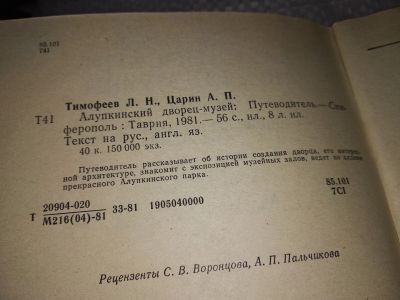 85.101
Т41
Тимофеев Л. Н., Царин А. П.
Т41 Алупкинский дворец-музей: Путеводитель.— Сим-
ферополь : Таврия, 1981.— 56 с., ил., 8 л. ил.
Текст на рус., англ. яз.
40 к. 150 000 экз.
Путеводитель рассказывает об истории создания дворца, его интерес-
ной архитектуре, знакомит с экспозицией музейных залов, ведет по аллеям
прекрасного Алупкинского парка.
Т 20904-020 33-81 1905040000
М216(04)-81
85.101
7С1
Рецензенты С. В. Воронцова, А. П. Пальчикова